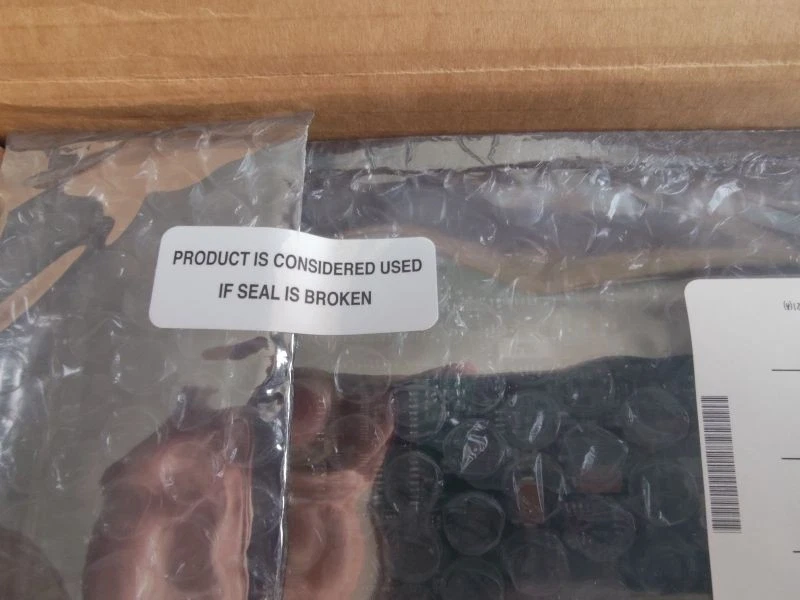 PRODUCT IS CONSIDERED USED
IF SEAL IS BROKEN